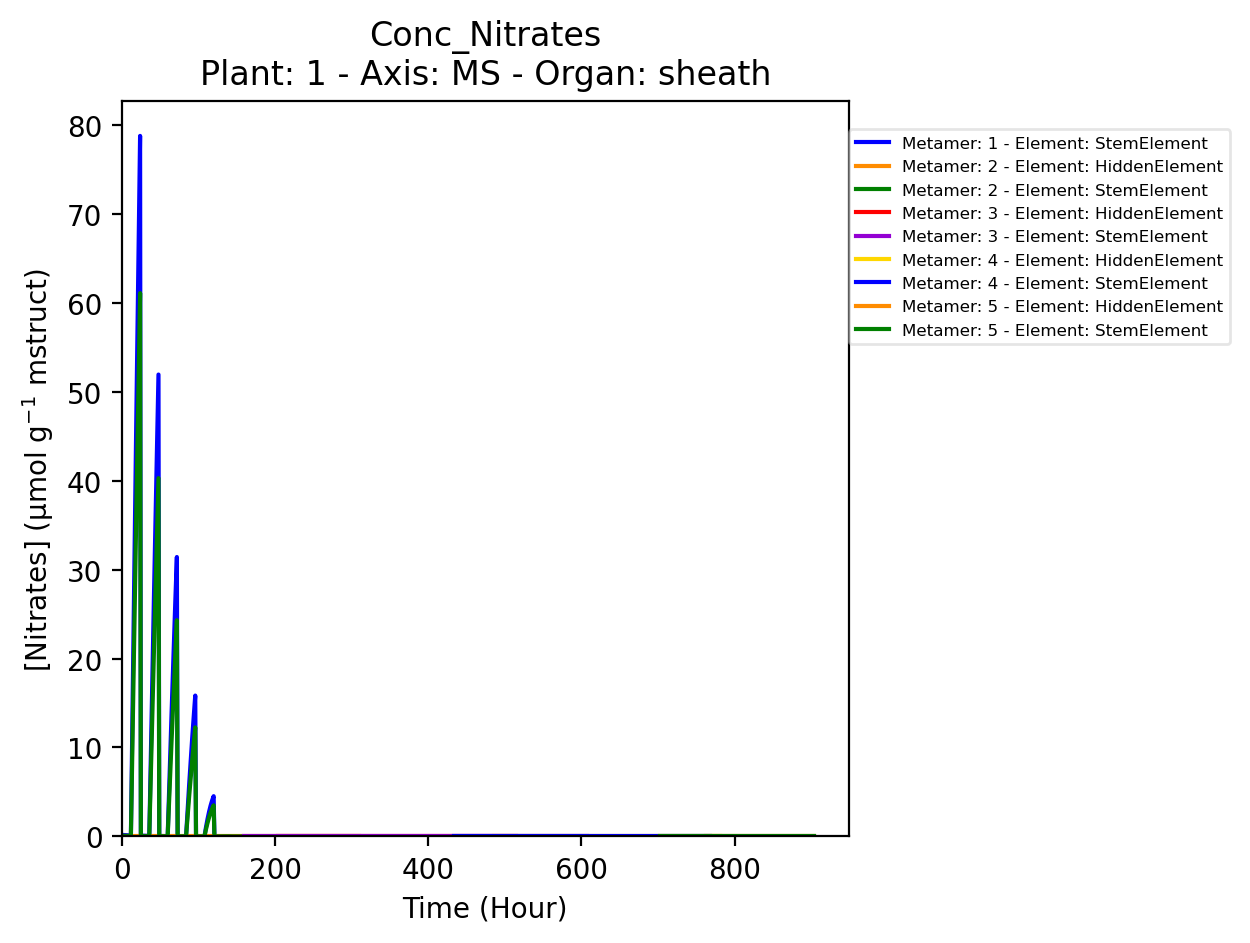 Conc_Nitrates
Plant: 1 - Axis: MS - Organ: sheath
80
70
60
50
40
30
20
10
0
[Nitrates] (µmol g⁻¹ mstruct)
0 200 400 600 800
Time (Hour)
Metamer: 1 - Element: StemElement
Metamer: 2 - Element: HiddenElement
Metamer: 2 - Element: StemElement
Metamer: 3 - Element: HiddenElement
Metamer: 3 - Element: StemElement
Metamer: 4 - Element: HiddenElement
Metamer: 4 - Element: StemElement
Metamer: 5 - Element: HiddenElement
Metamer: 5 - Element: StemElement